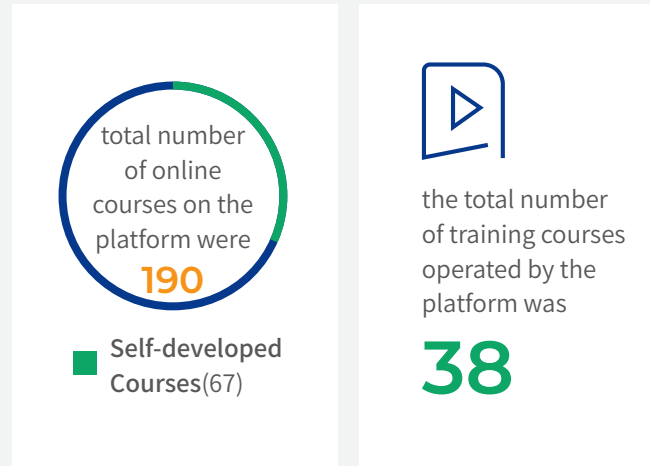 total number
of online
courses on the
platform were
190
Self-developed
Courses(67)
the total number
of training courses
operated by the
platform was
38